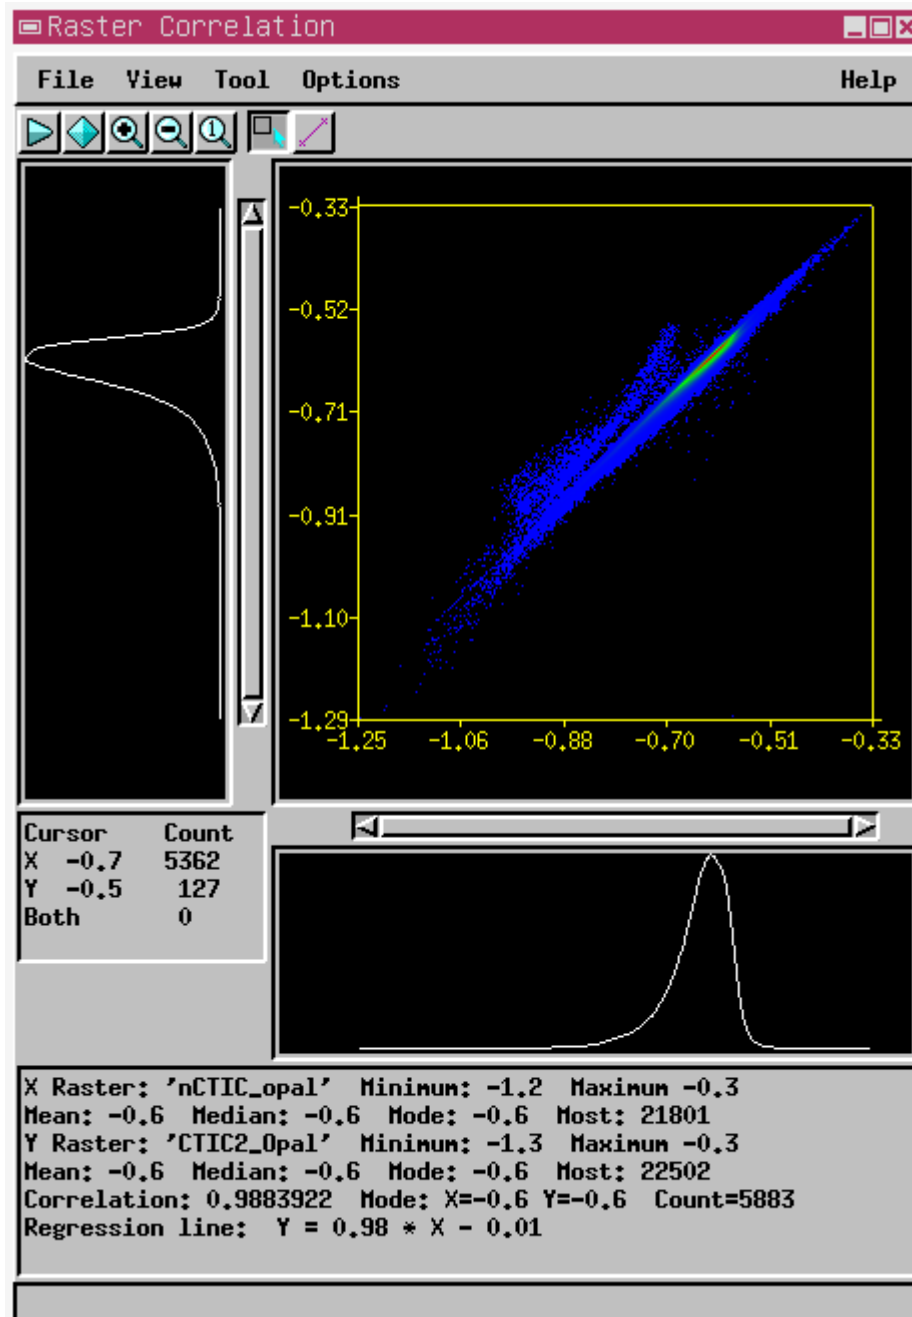 Raster Correlation
File View Tool Options Help
1
-0.33
-0.52
-0.71
-0.91
-1.10
-1.29
-1.25 -1.06 -0.88 -0.70 -0.51 -0.33
Cursor Count
X -0.7 5362
Y -0.5 127
Both 0
X Raster: 'nCTIC_opal' Minimum: -1.2 Maximum -0.3
Mean: -0.6 Median: -0.6 Mode: -0.6 Most: 21801
Y Raster: 'CTIC2_Opal' Minimum: -1.3 Maximum -0.3
Mean: -0.6 Median: -0.6 Mode: -0.6 Most: 22502
Correlation: 0.9883922 Mode: X=-0.6 Y=-0.6 Count=5883
Regression line: Y = 0.98 * X - 0.01